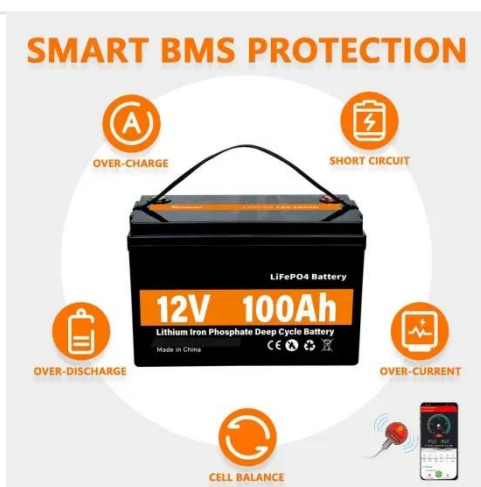 SMART BMS PROTECTION
OVER-CHARGE
SHORT CIRCUIT
LiFePO4 Battery
12V 100Ah
Lithium Iron Phosphate Deep Cycle Battery
Made in China
CE
OVER-DISCHARGE
OVER-CURRENT
CELL BALANCE